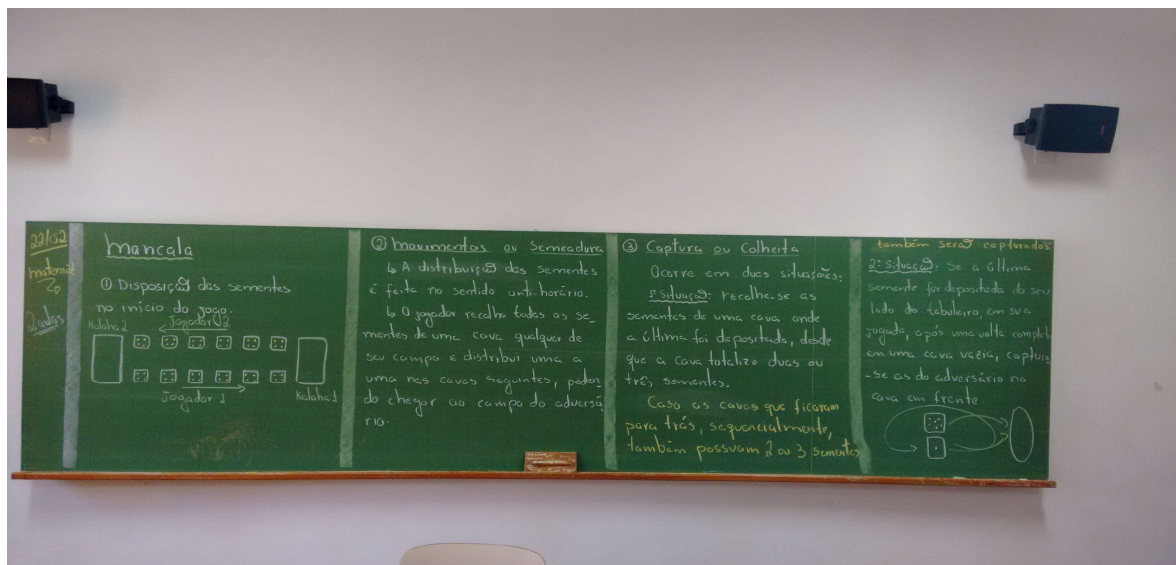 22/02
matemát
2 aulas
Mancala
① Disposição das sementes
no início do jogo.
Kalaha 2
Jogador 2
Jogador 1
Kalaha 1
② Movimentos ou Semeadura
↳ A distribuição das sementes
é feita no sentido anti-horário.
↳ O jogador recolhe todas as se-
mentes de uma cava qualquer de
seu campo e distribui uma a
uma nas cavas seguintes, poden
do chegar ao campo do adversá
rio.
③ Captura ou Colheita
Ocorre em duas situações:
1ª situação: recolhe-se as
sementes de uma cava onde
a última foi depositada, desde
que a cava totalize duas ou
três sementes.
Caso as cavas que ficaram
para trás, sequencialmente,
também possuam 2 ou 3 sementes
também serão capturadas
2ª situação: Se a última
semente for depositada do seu
lado do tabuleiro, em sua
jogada, após uma volta completa
em uma cava vazia, captura
-se as do adversário na
cava em frente.